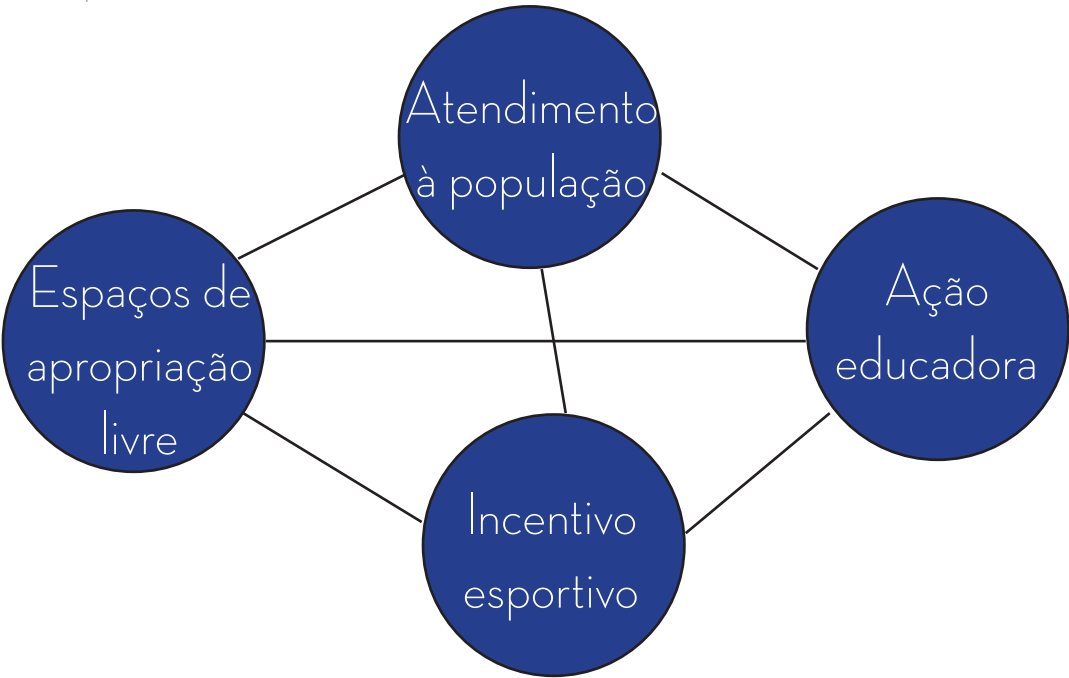 Atendimento
à população
Espaços de
apropriação
livre
Ação
educadora
Incentivo
esportivo